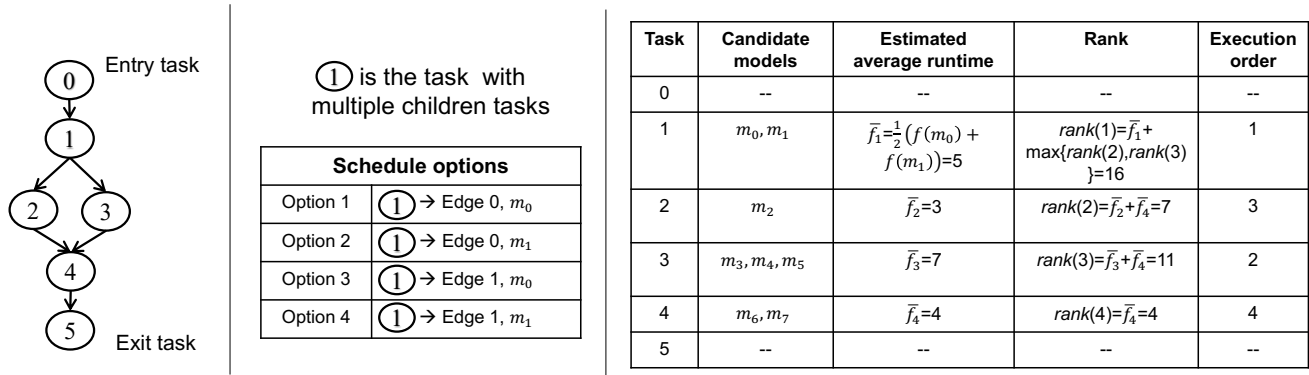 0 Entry task
1
2 3
4
5 Exit task
1 is the task with
multiple children tasks
Schedule options
Option 1 1 → Edge 0, m₀
Option 2 1 → Edge 0, m₁
Option 3 1 → Edge 1, m₀
Option 4 1 → Edge 1, m₁
Task Candidate models Estimated average runtime Rank Execution order
0 -- -- -- --
1 m₀, m₁ f̅₁=½(f(m₀) + f(m₁))=5 rank(1)=f̅₁+ max{rank(2),rank(3) }=16 1
2 m₂ f̅₂=3 rank(2)=f̅₂+f̅₄=7 3
3 m₃, m₄, m₅ f̅₃=7 rank(3)=f̅₃+f̅₄=11 2
4 m₆, m₇ f̅₄=4 rank(4)=f̅₄=4 4
5 -- -- -- --